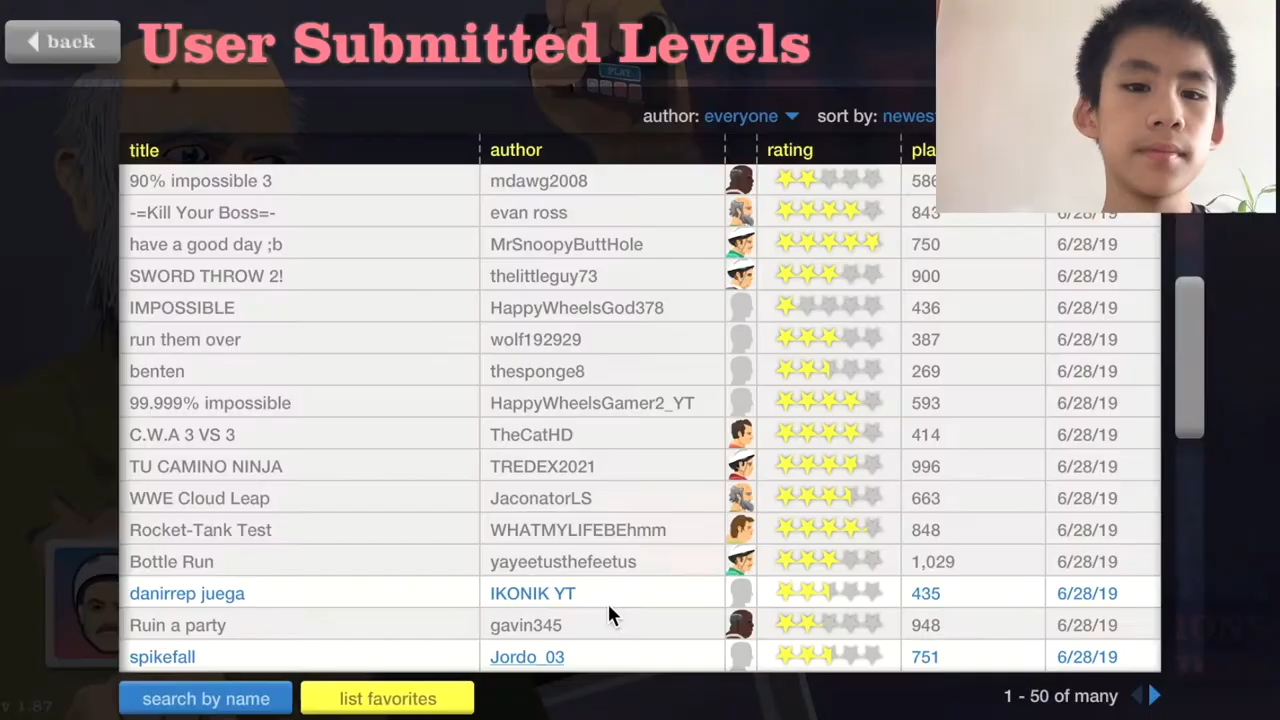 back
User Submitted Levels
PLAY
author: everyone sort by: newes
title author rating pla
90% impossible 3 mdawg2008 586
-=Kill Your Boss=- evan ross 843 6/28/19
have a good day ;b MrSnoopyButtHole 750 6/28/19
SWORD THROW 2! thelittleguy73 900 6/28/19
IMPOSSIBLE HappyWheelsGod378 436 6/28/19
run them over wolf192929 387 6/28/19
benten thesponge8 269 6/28/19
99.999% impossible HappyWheelsGamer2_YT 593 6/28/19
C.W.A 3 VS 3 TheCatHD 414 6/28/19
TU CAMINO NINJA TREDEX2021 996 6/28/19
WWE Cloud Leap JaconatorLS 663 6/28/19
Rocket-Tank Test WHATMYLIFEBEhmm 848 6/28/19
Bottle Run yayeetusthefeetus 1,029 6/28/19
danirrep juega IKONIK YT 435 6/28/19
Ruin a party gavin345 948 6/28/19
spikefall Jordo_03 751 6/28/19
search by name list favorites 1 - 50 of many
v 1.87